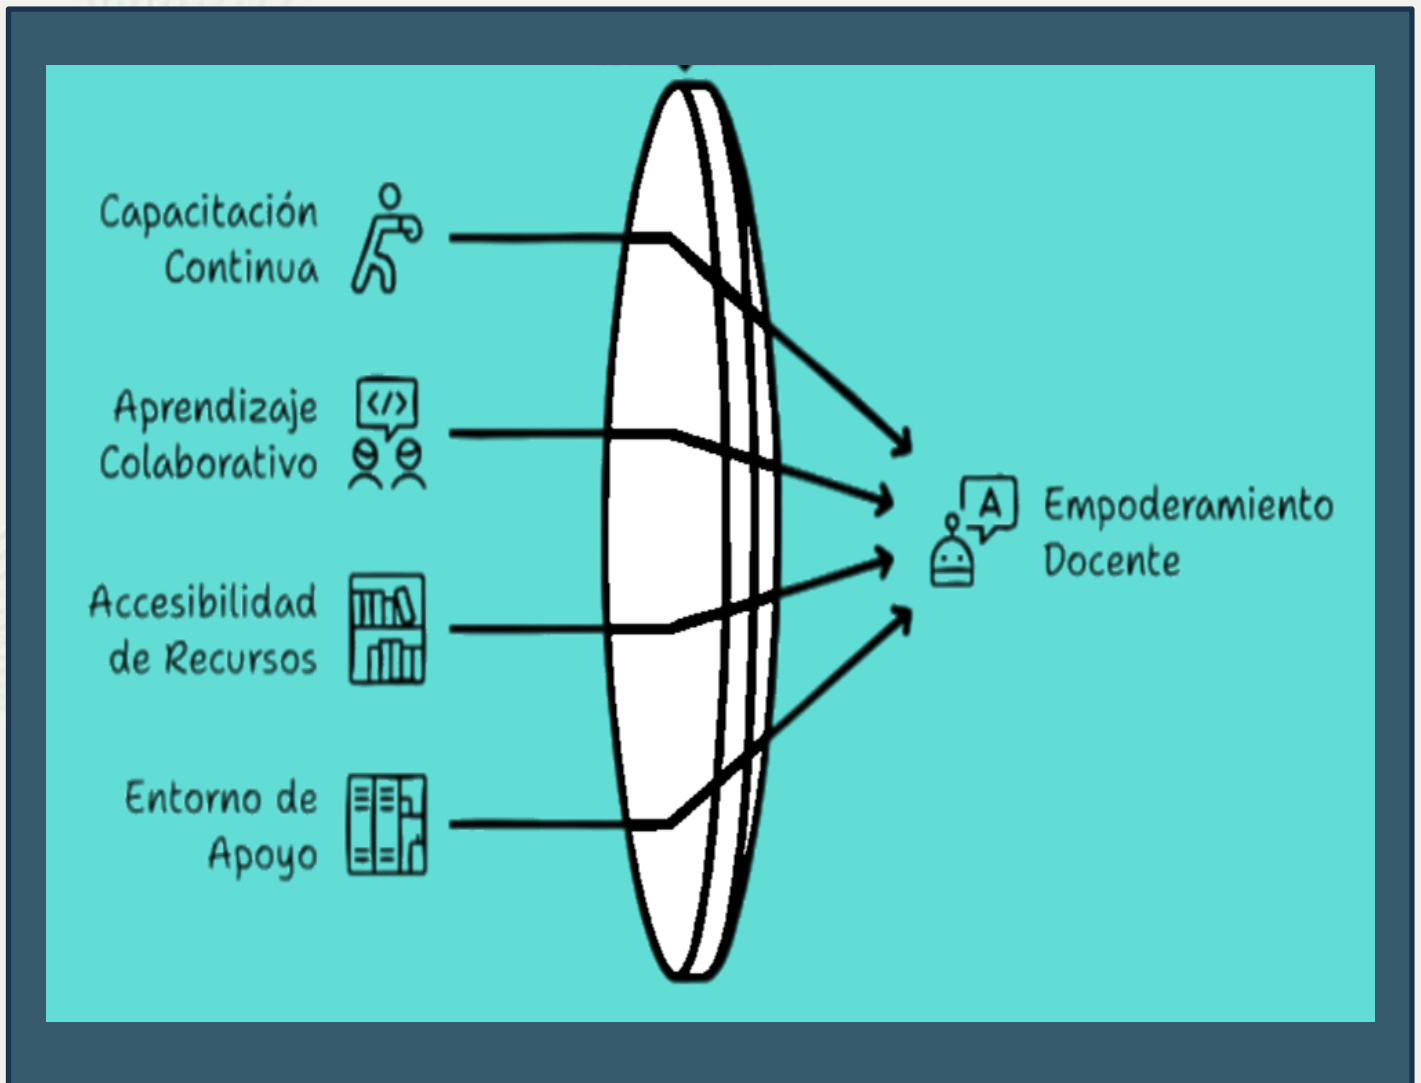 Capacitación
Continua
</>
Aprendizaje
Colaborativo
A
Empoderamiento
Docente
Accesibilidad
de Recursos
Entorno de
Apoyo